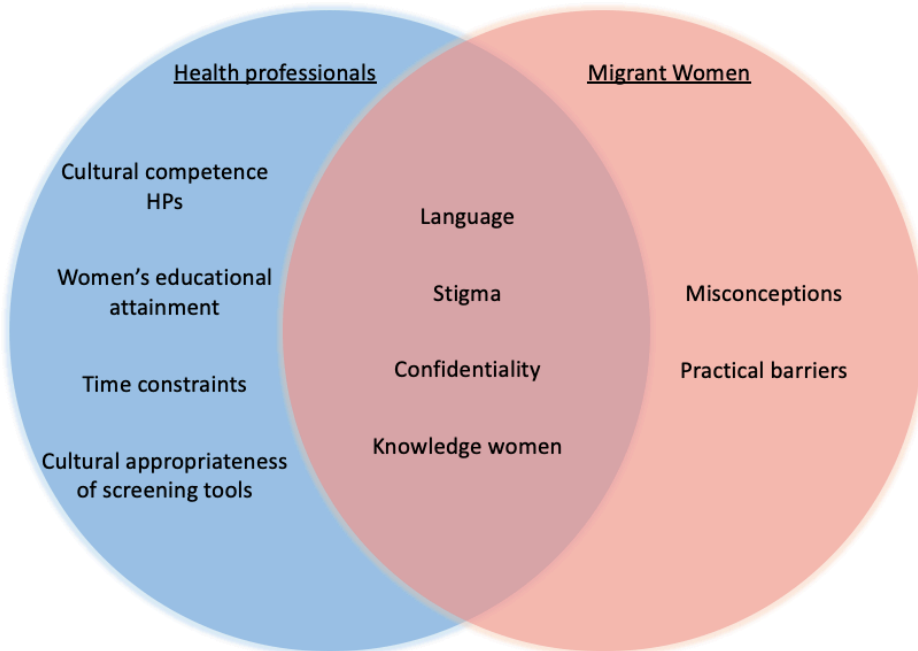 Health professionals
Migrant Women
Cultural competence
HPs
Women’s educational
attainment
Time constraints
Cultural appropriateness
of screening tools
Language
Stigma
Confidentiality
Knowledge women
Misconceptions
Practical barriers